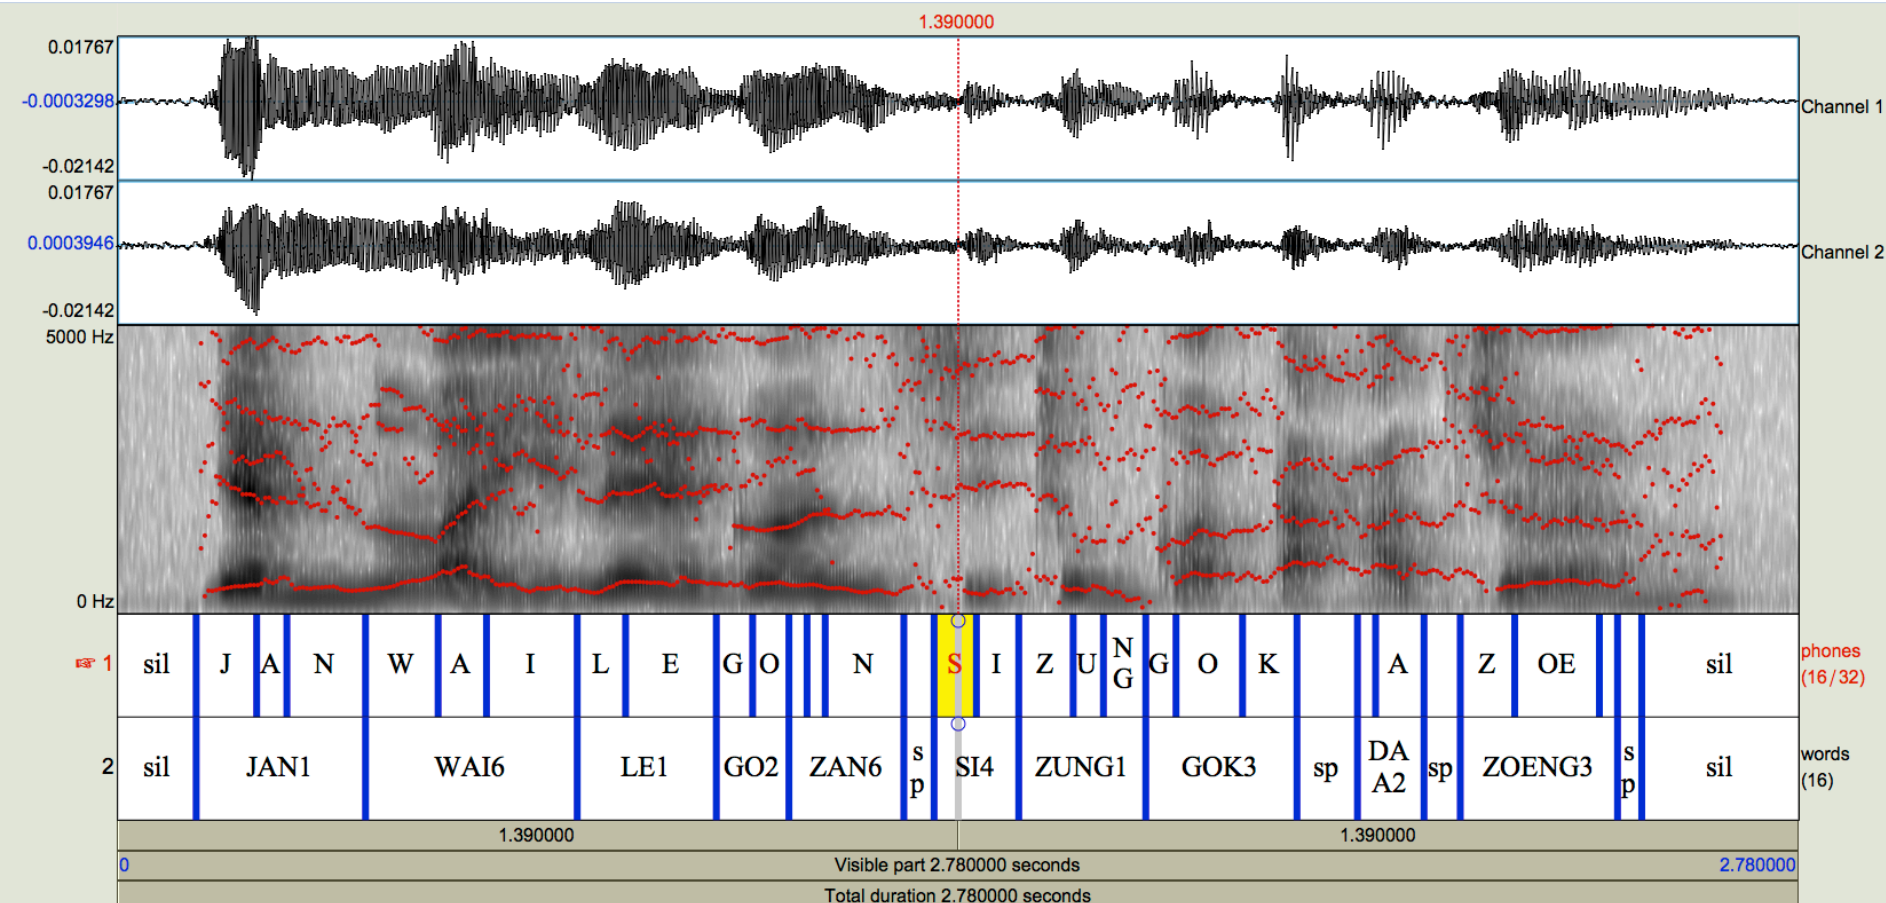 1.390000
0.01767
-0.0003298
-0.02142
Channel 1
0.01767
0.0003946
-0.02142
Channel 2
5000 Hz
0 Hz
☞ 1
sil J A N W A I L E G O N S I Z U NG G O K A Z OE sil
phones
(16/32)
2
sil JAN1 WAI6 LE1 GO2 ZAN6 sp SI4 ZUNG1 GOK3 sp DAA2 sp ZOENG3 sp sil
words
(16)
1.390000 1.390000
0 Visible part 2.780000 seconds 2.780000
Total duration 2.780000 seconds